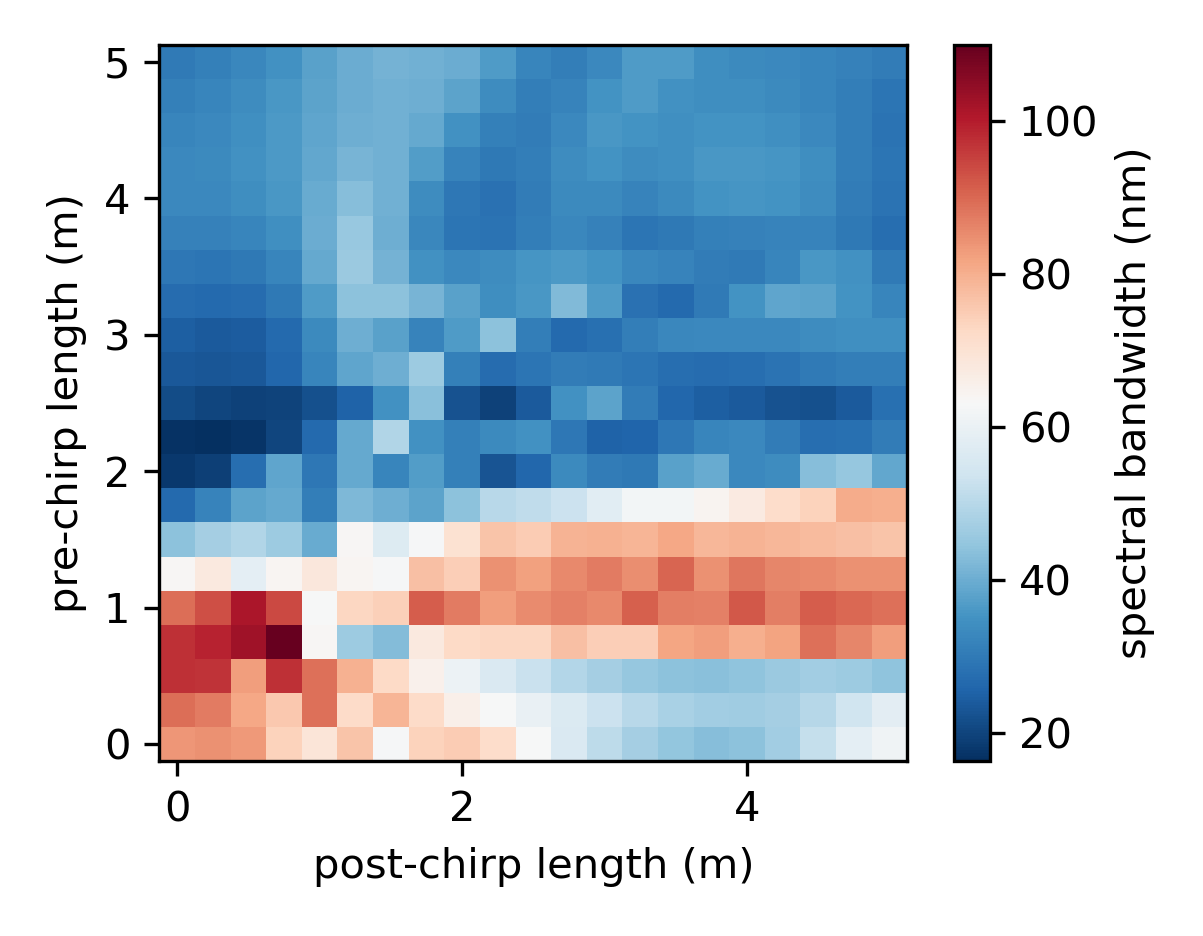 5
4
3
2
1
0
pre-chirp length (m)
0 2 4
post-chirp length (m)
100
80
60
40
20
spectral bandwidth (nm)